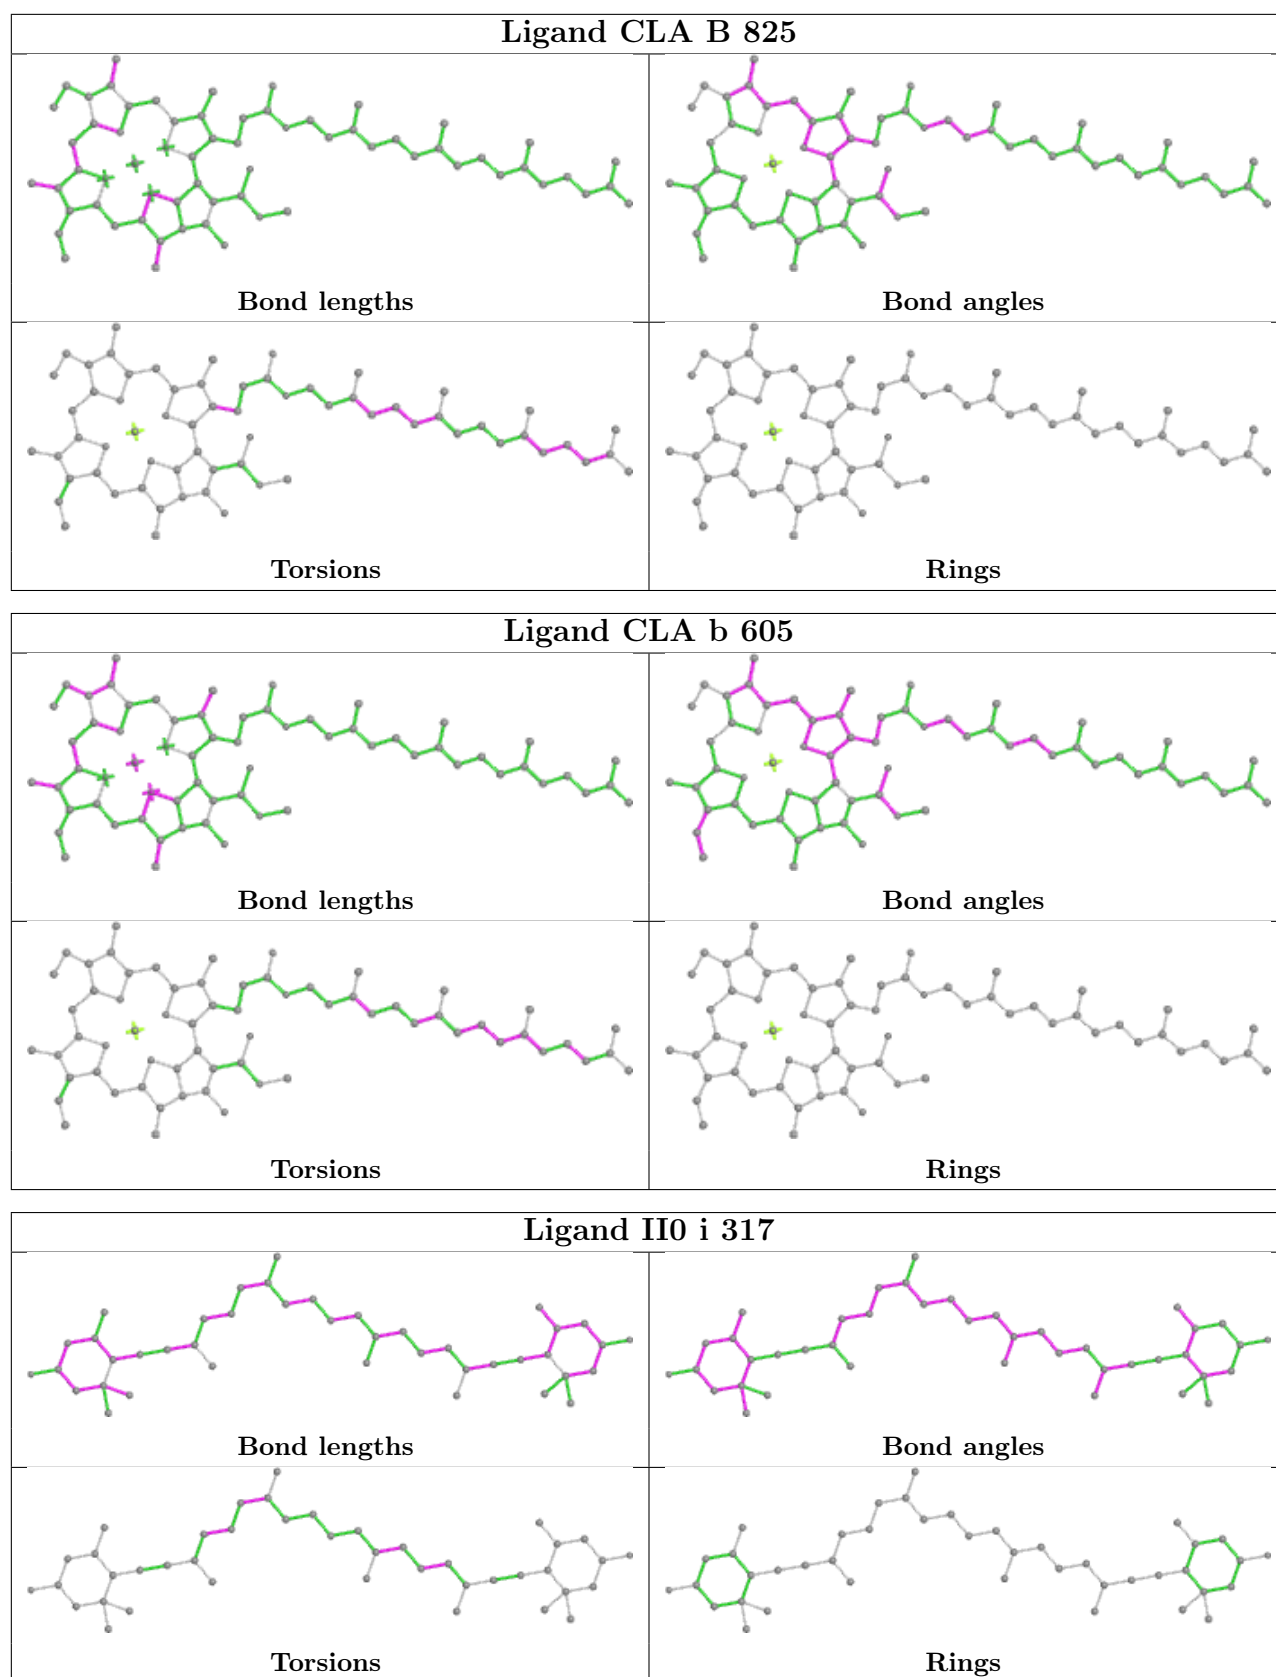 Ligand CLA B 825
Bond lengths
Bond angles
Torsions
Rings
Ligand CLA b 605
Bond lengths
Bond angles
Torsions
Rings
Ligand II0 i 317
Bond lengths
Bond angles
Torsions
Rings